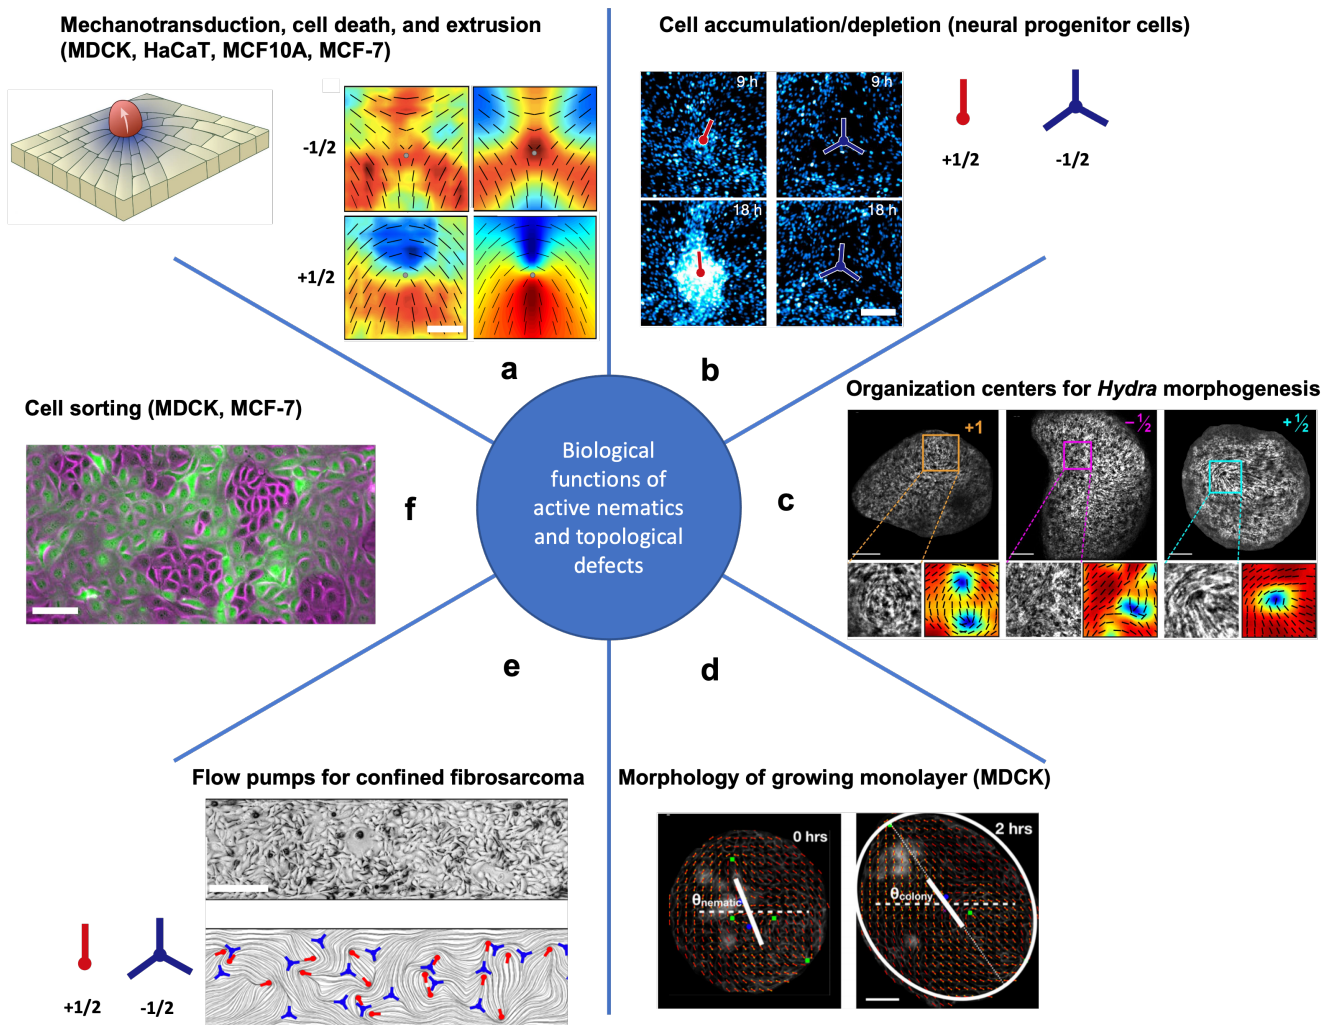 Mechanotransduction, cell death, and extrusion
(MDCK, HaCaT, MCF10A, MCF-7)
-1/2
+1/2
a
Cell accumulation/depletion (neural progenitor cells)
9 h
9 h
18 h
18 h
+1/2
-1/2
b
Organization centers for Hydra morphogenesis
+1
-½
+½
c
Biological
functions of
active nematics
and topological
defects
Cell sorting (MDCK, MCF-7)
f
e
d
Flow pumps for confined fibrosarcoma
+1/2
-1/2
Morphology of growing monolayer (MDCK)
0 hrs
θnematic
2 hrs
θcolony